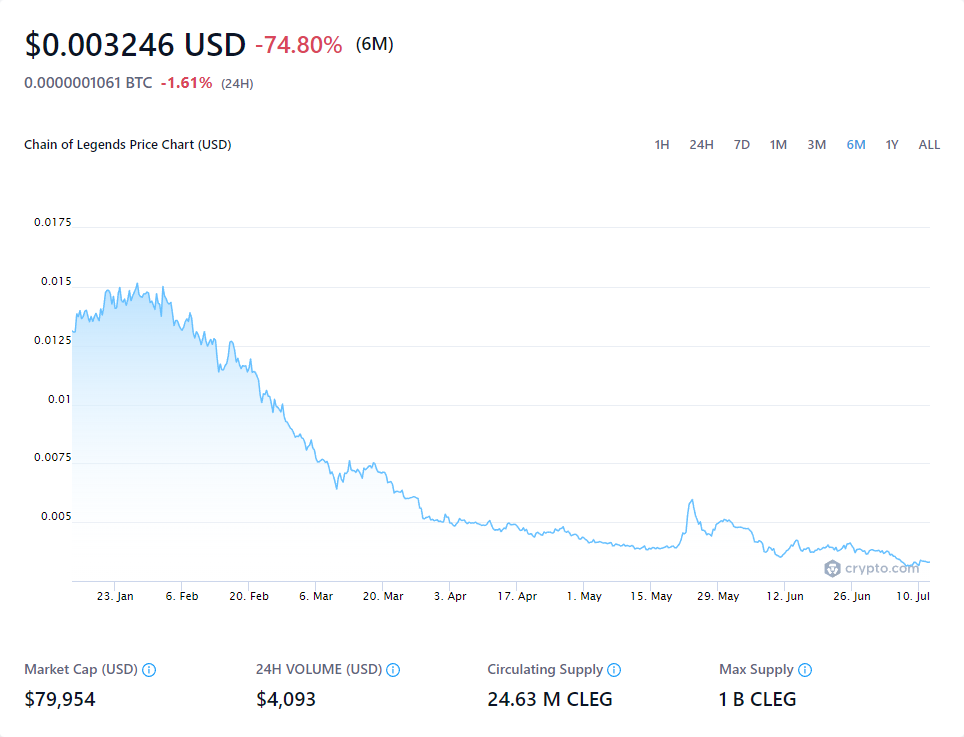 $0.003246 USD -74.80% (6M)
0.0000001061 BTC -1.61% (24H)
Chain of Legends Price Chart (USD) 1H 24H 7D 1M 3M 6M 1Y ALL
0.0175
0.015
0.0125
0.01
0.0075
0.005
crypto.com
23. Jan 6. Feb 20. Feb 6. Mar 20. Mar 3. Apr 17. Apr 1. May 15. May 29. May 12. Jun 26. Jun 10. Jul
Market Cap (USD) 24H VOLUME (USD) Circulating Supply Max Supply
$79,954 $4,093 24.63 M CLEG 1 B CLEG